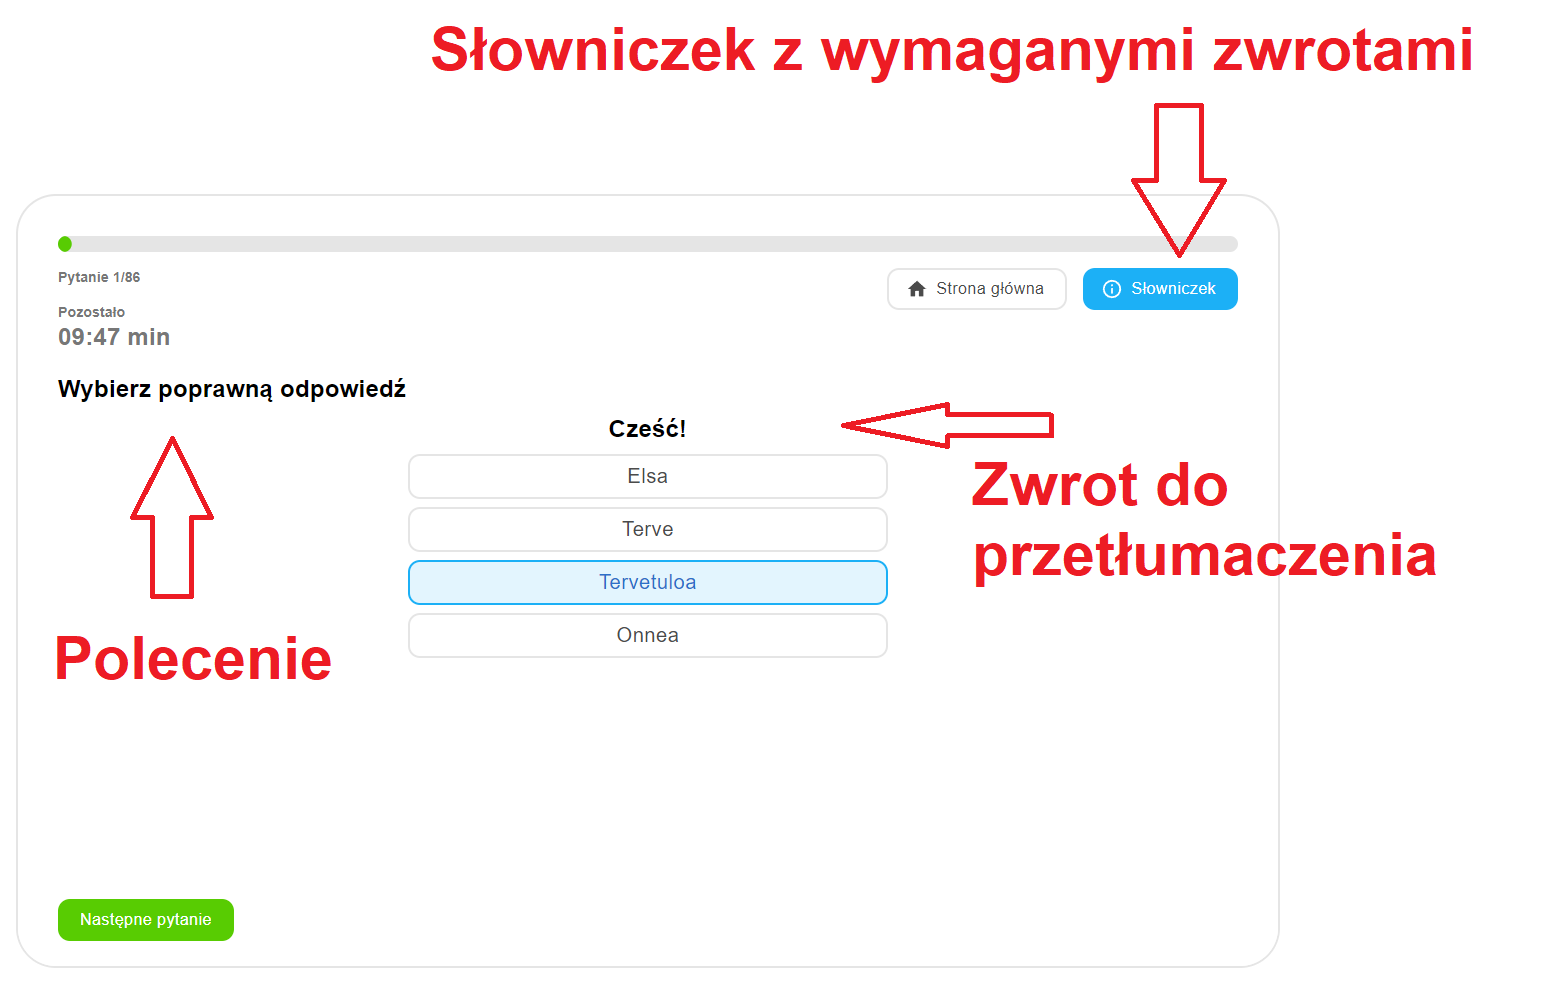 Słowniczek z wymaganymi zwrotami
Pytanie 1/86
Strona główna
Słowniczek
Pozostało
09:47 min
Wybierz poprawną odpowiedź
Cześć!
Elsa
Terve
Tervetuloa
Onnea
Zwrot do
przetłumaczenia
Polecenie
Następne pytanie